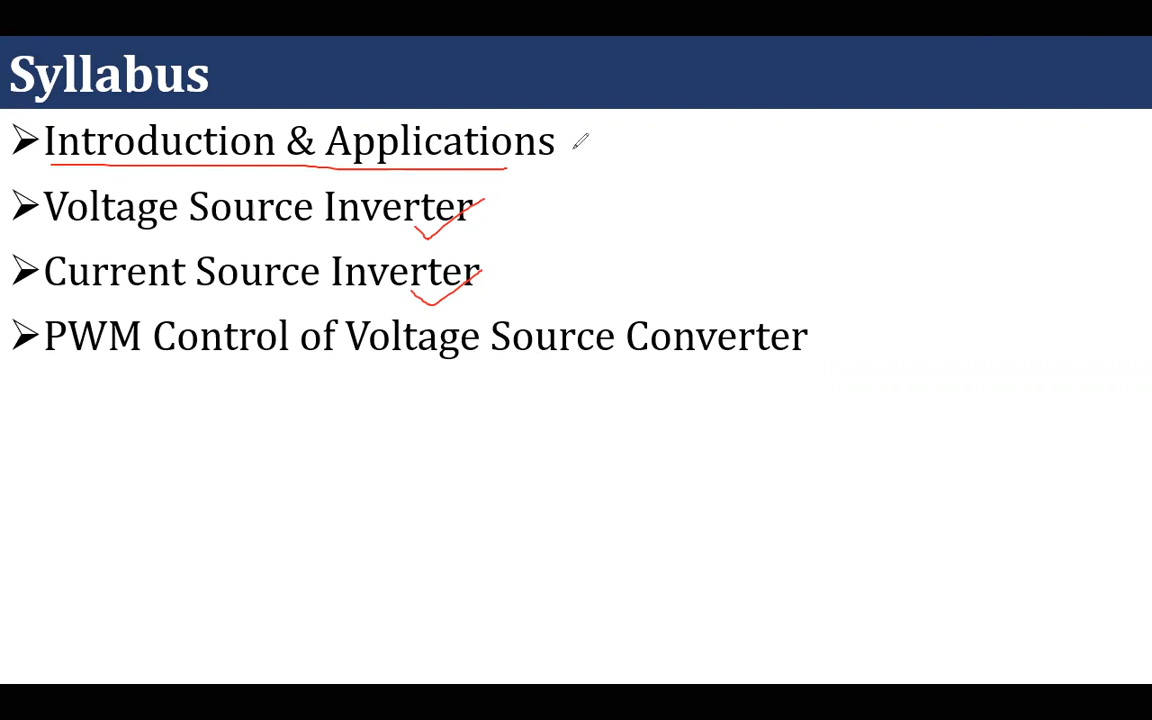 Syllabus
➢Introduction & Applications
➢Voltage Source Inverter
➢Current Source Inverter
➢PWM Control of Voltage Source Converter